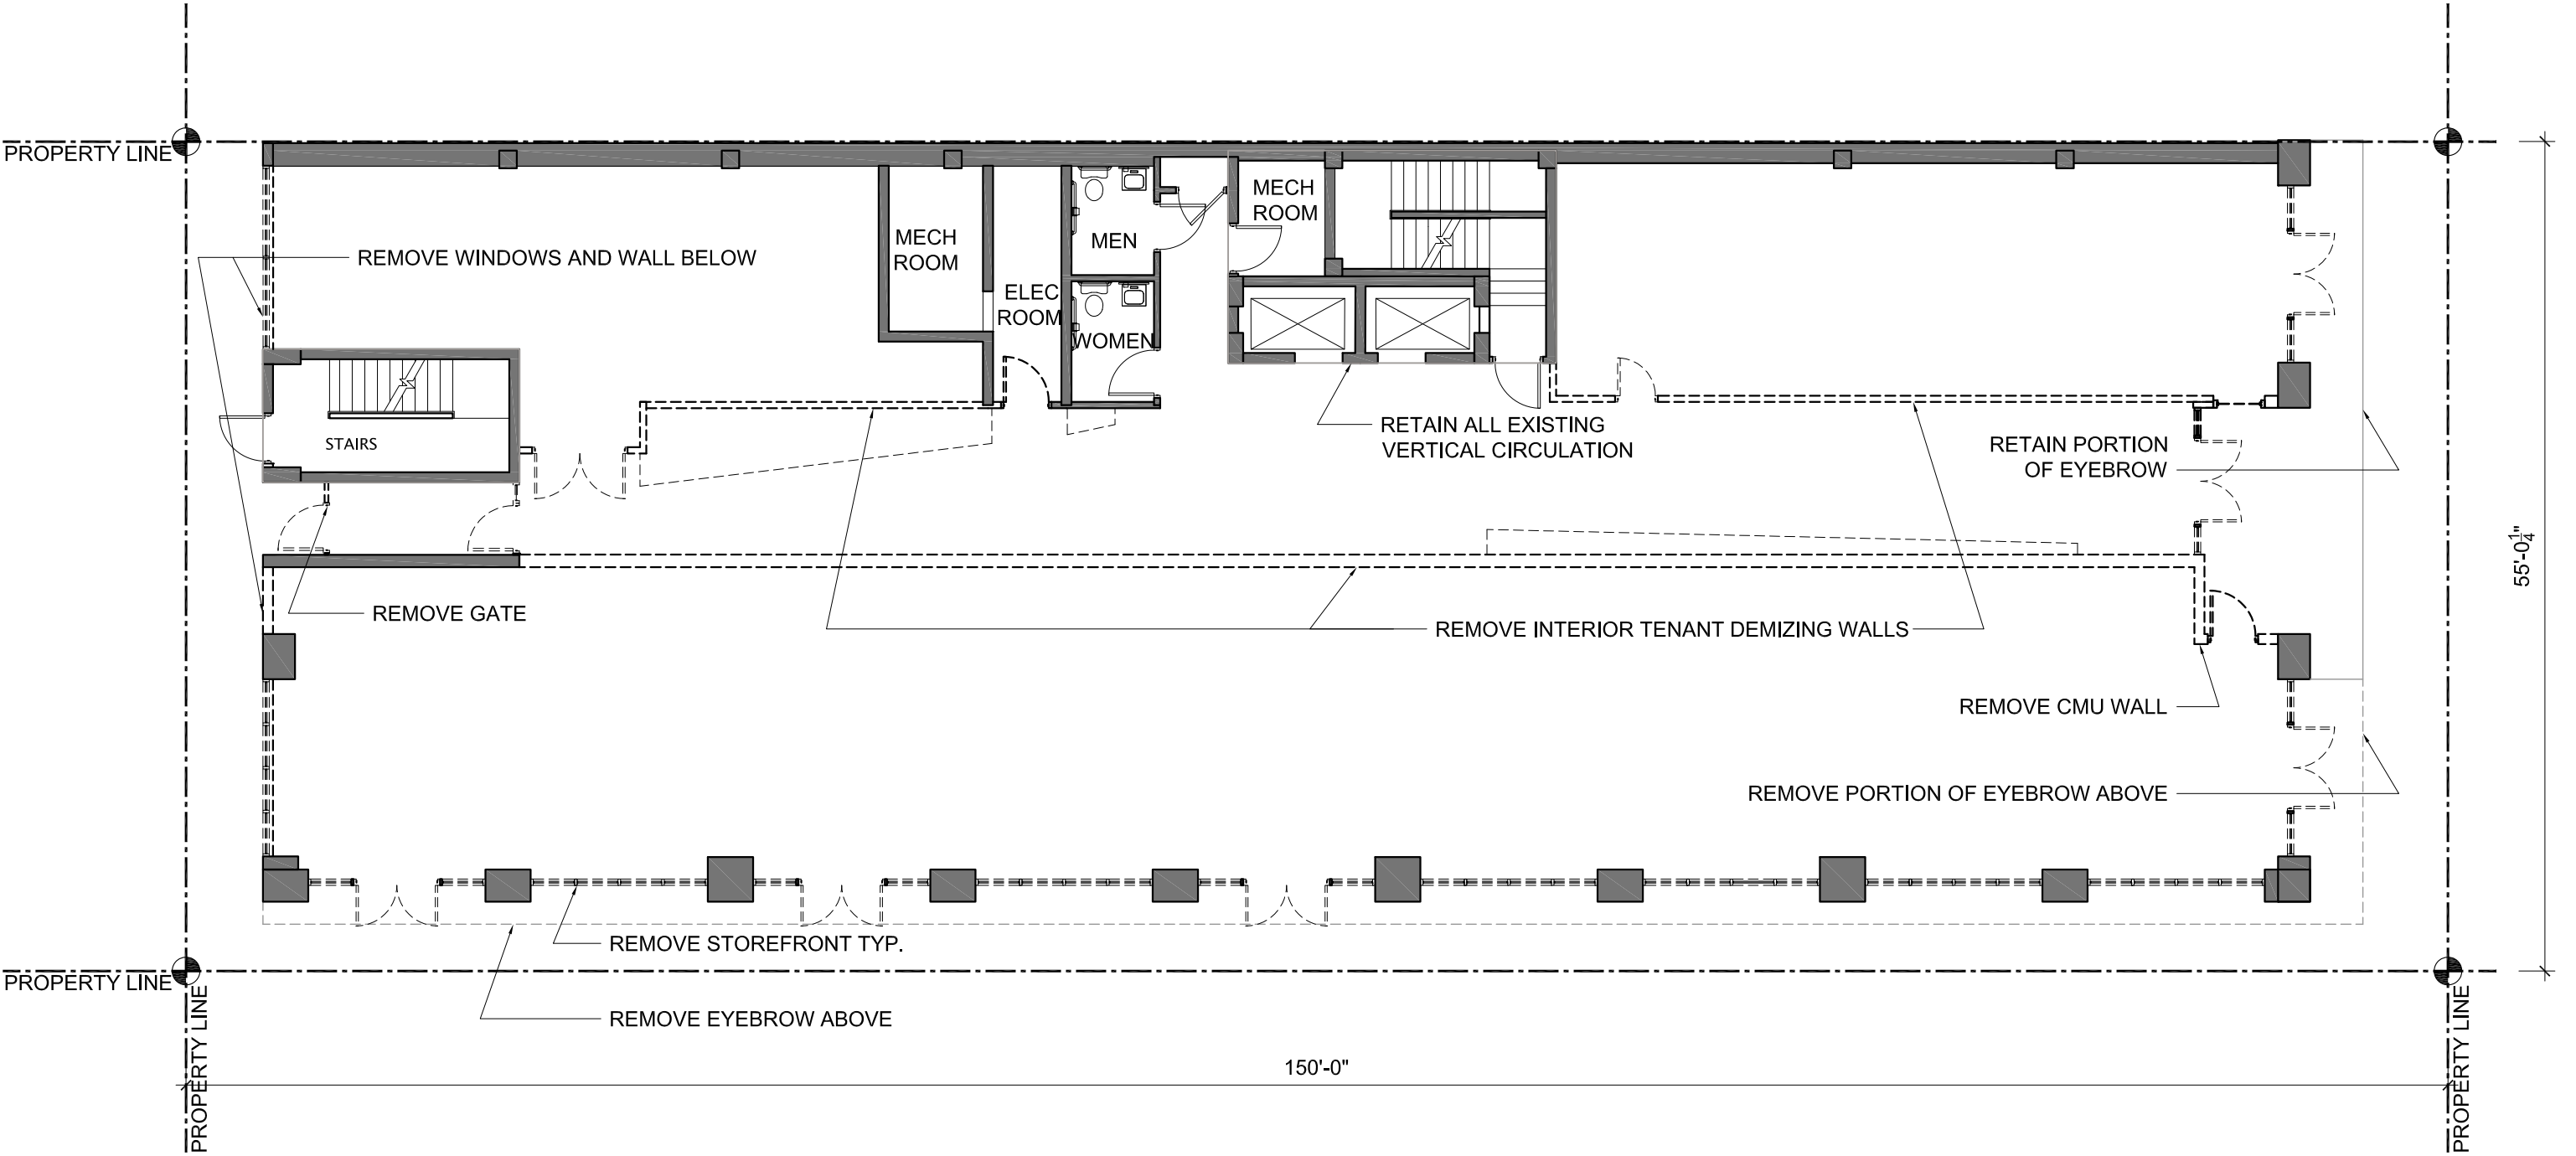 PROPERTY LINE
MECH
ROOM
MECH
ROOM
MEN
REMOVE WINDOWS AND WALL BELOW
ELEC
ROOM
WOMEN
STAIRS
RETAIN ALL EXISTING
VERTICAL CIRCULATION
RETAIN PORTION
OF EYEBROW
55'-0 1/4"
REMOVE GATE
REMOVE INTERIOR TENANT DEMIZING WALLS
REMOVE CMU WALL
REMOVE PORTION OF EYEBROW ABOVE
REMOVE STOREFRONT TYP.
PROPERTY LINE
PROPERTY LINE
PROPERTY LINE
REMOVE EYEBROW ABOVE
150'-0"